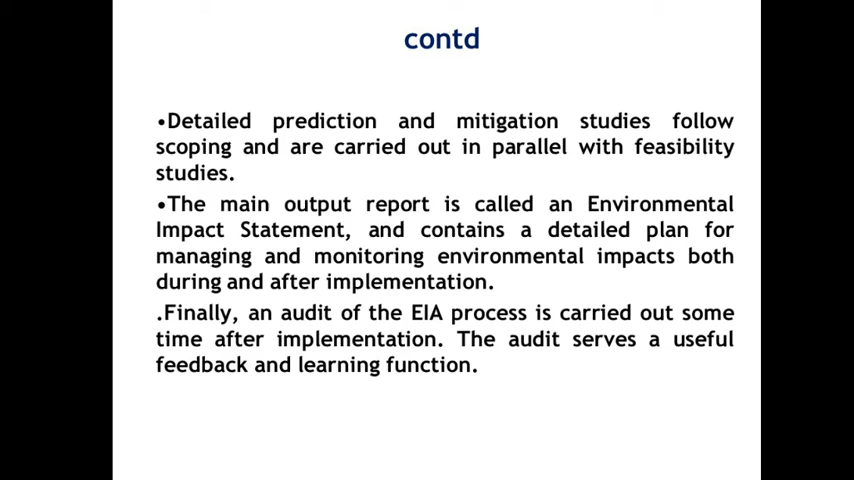 contd
•Detailed prediction and mitigation studies follow
scoping and are carried out in parallel with feasibility
studies.
•The main output report is called an Environmental
Impact Statement, and contains a detailed plan for
managing and monitoring environmental impacts both
during and after implementation.
.Finally, an audit of the EIA process is carried out some
time after implementation. The audit serves a useful
feedback and learning function.